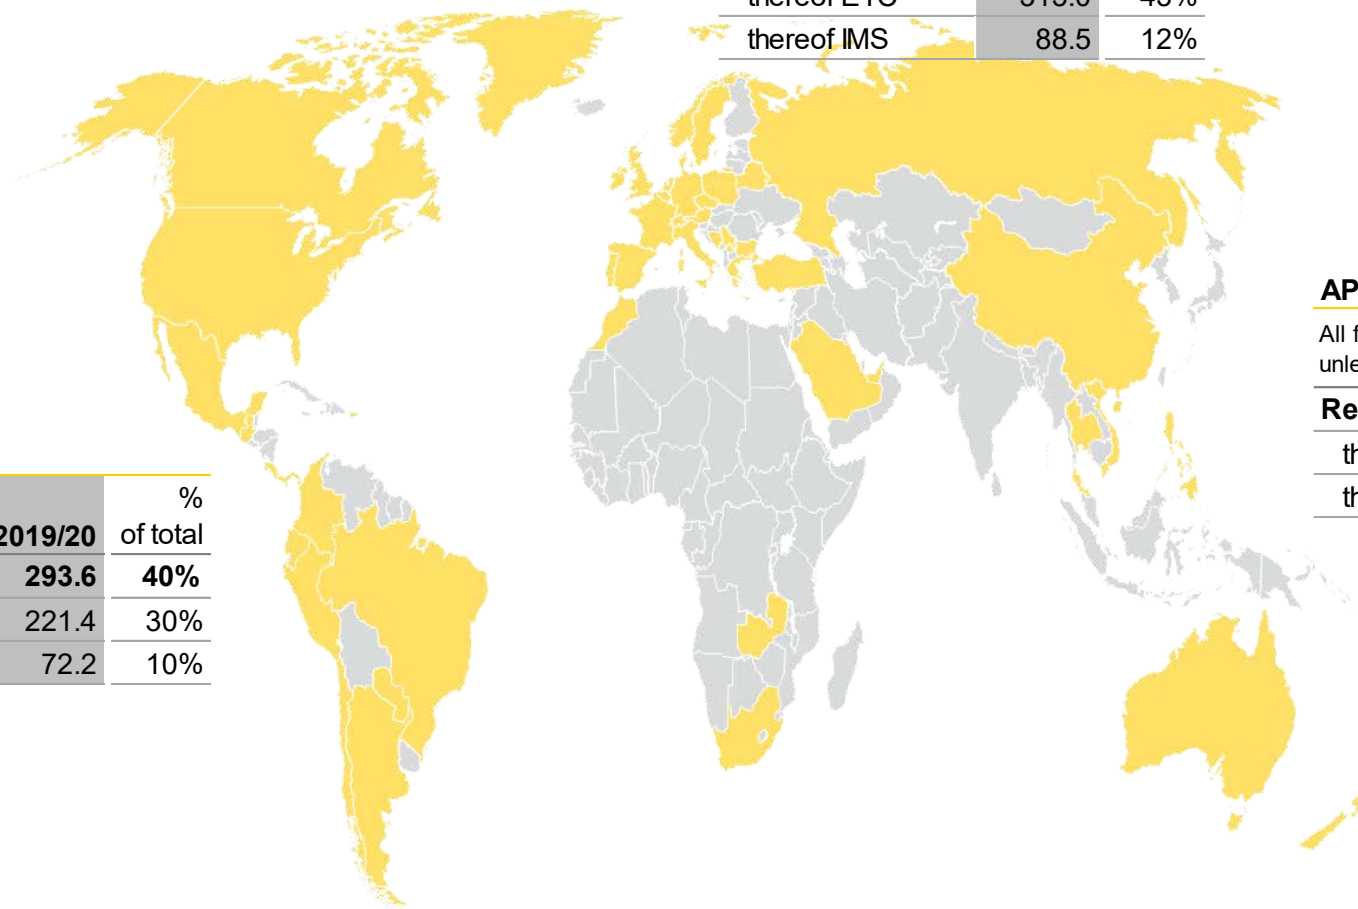 thereof IMS 88.5 12%
AP
All f
unle
Re
th
th
%
2019/20 of total
293.6 40%
221.4 30%
72.2 10%